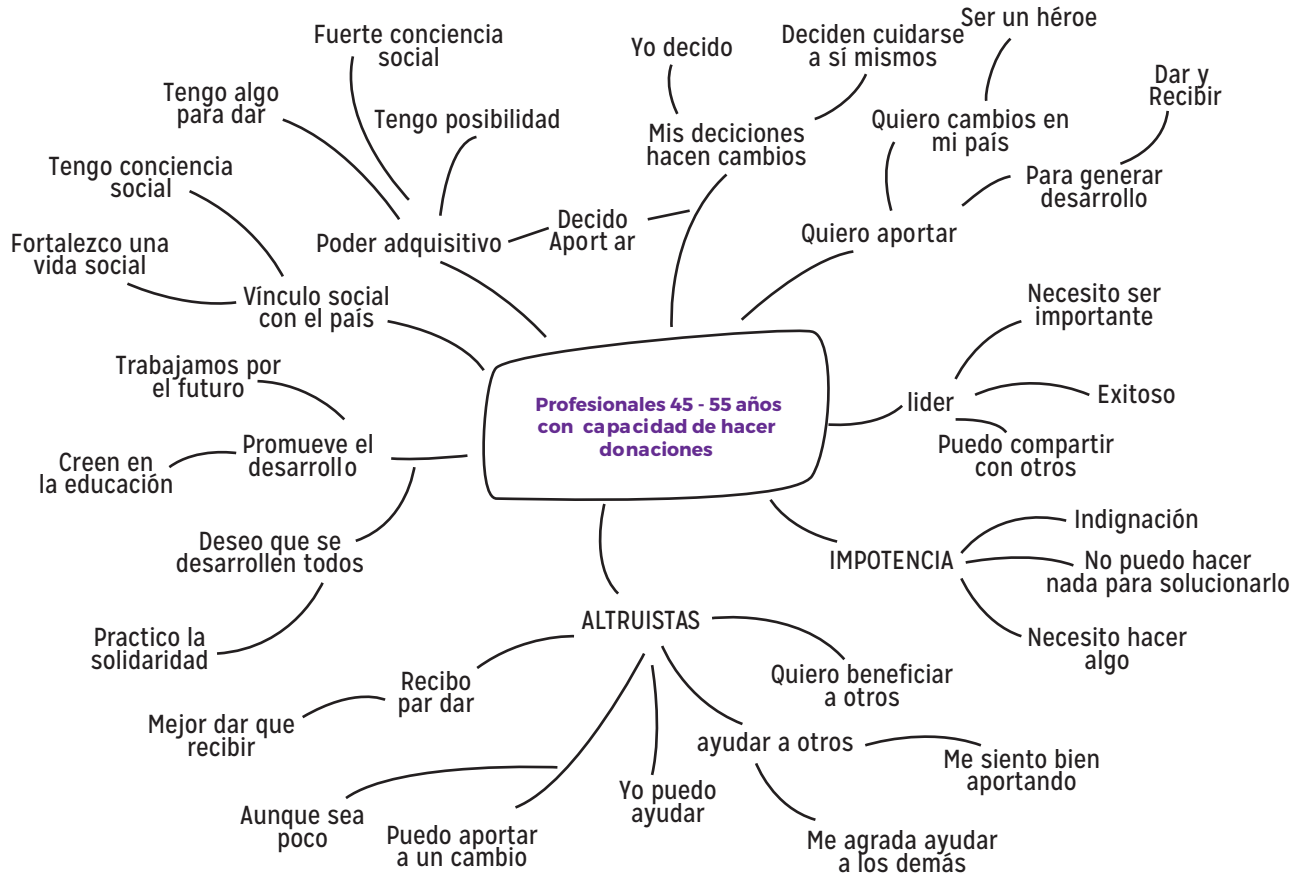 Fuerte conciencia
social
Tengo algo
para dar
Tengo posibilidad
Tengo conciencia
social
Fortalezco una
vida social
Poder adquisitivo
Vínculo social
con el país
Decido
Aport ar
Yo decido
Deciden cuidarse
a sí mismos
Mis deciciones
hacen cambios
Ser un héroe
Quiero cambios en
mi país
Dar y
Recibir
Para generar
desarrollo
Quiero aportar
Necesito ser
importante
lider
Exitoso
Puedo compartir
con otros
Profesionales 45 - 55 años
con capacidad de hacer
donaciones
Trabajamos por
el futuro
Promueve el
desarrollo
Creen en
la educación
Deseo que se
desarrollen todos
Practico la
solidaridad
IMPOTENCIA
Indignación
No puedo hacer
nada para solucionarlo
Necesito hacer
algo
ALTRUISTAS
Recibo
par dar
Mejor dar que
recibir
Quiero beneficiar
a otros
ayudar a otros
Me siento bien
aportando
Me agrada ayudar
a los demás
Yo puedo
ayudar
Puedo aportar
a un cambio
Aunque sea
poco